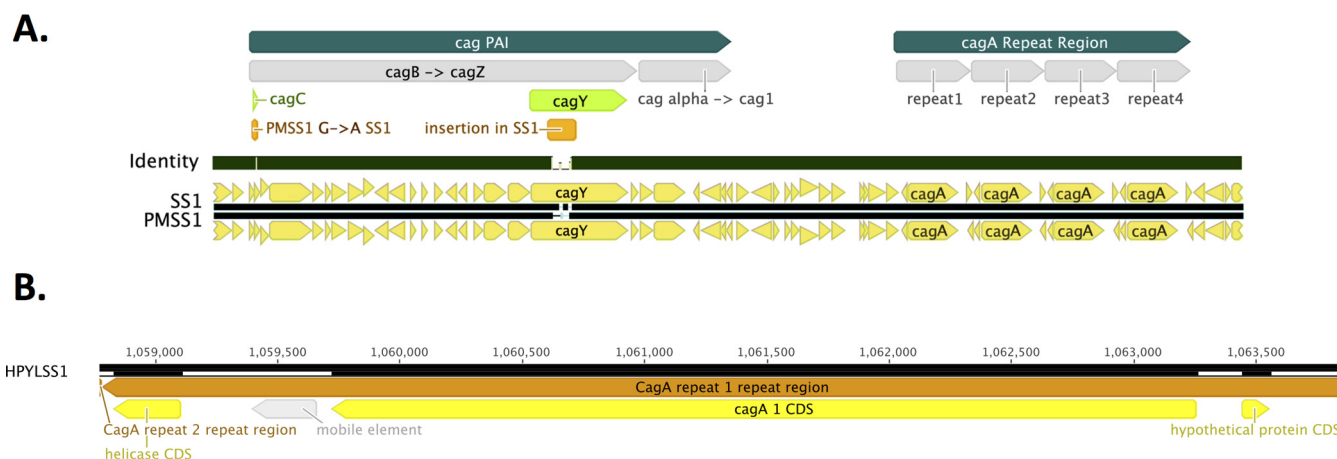 A.
cag PAI
cagA Repeat Region
cagB -> cagZ
cag alpha -> cag1
repeat1
repeat2
repeat3
repeat4
cagC
cagY
PMSS1 G->A SS1
insertion in SS1
Identity
SS1
cagY
cagA
cagA
cagA
cagA
PMSS1
cagY
cagA
cagA
cagA
cagA
B.
1,059,000
1,059,500
1,060,000
1,060,500
1,061,000
1,061,500
1,062,000
1,062,500
1,063,000
1,063,500
HPYLSS1
CagA repeat 1 repeat region
cagA 1 CDS
CagA repeat 2 repeat region
mobile element
hypothetical protein CDS
helicase CDS